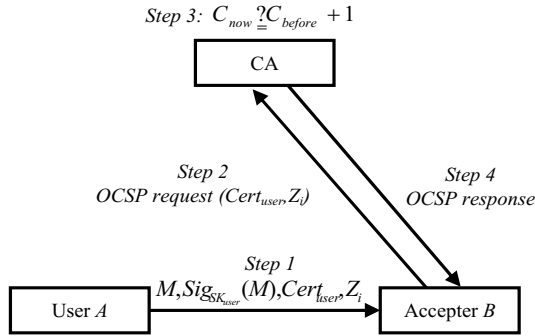 Step 3: C_now ?= C_before + 1
CA
Step 2
OCSP request (Cert_user,Z_i)
Step 4
OCSP response
Step 1
M,Sig_SK_user(M),Cert_user,Z_i
User A
Accepter B